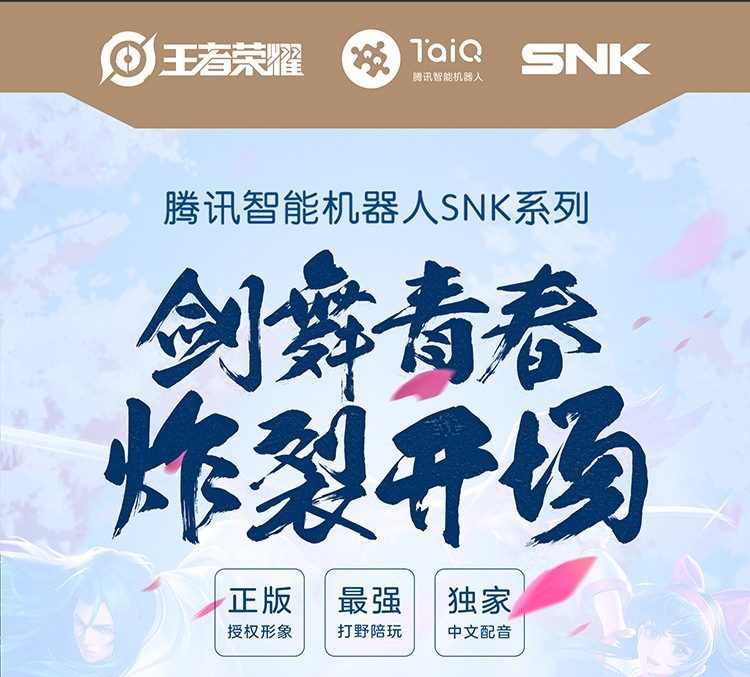 王者荣耀
TaiQ
腾讯智能机器人
SNK
腾讯智能机器人SNK系列
剑舞青春
炸裂开场
正版
授权形象
最强
打野陪玩
独家
中文配音